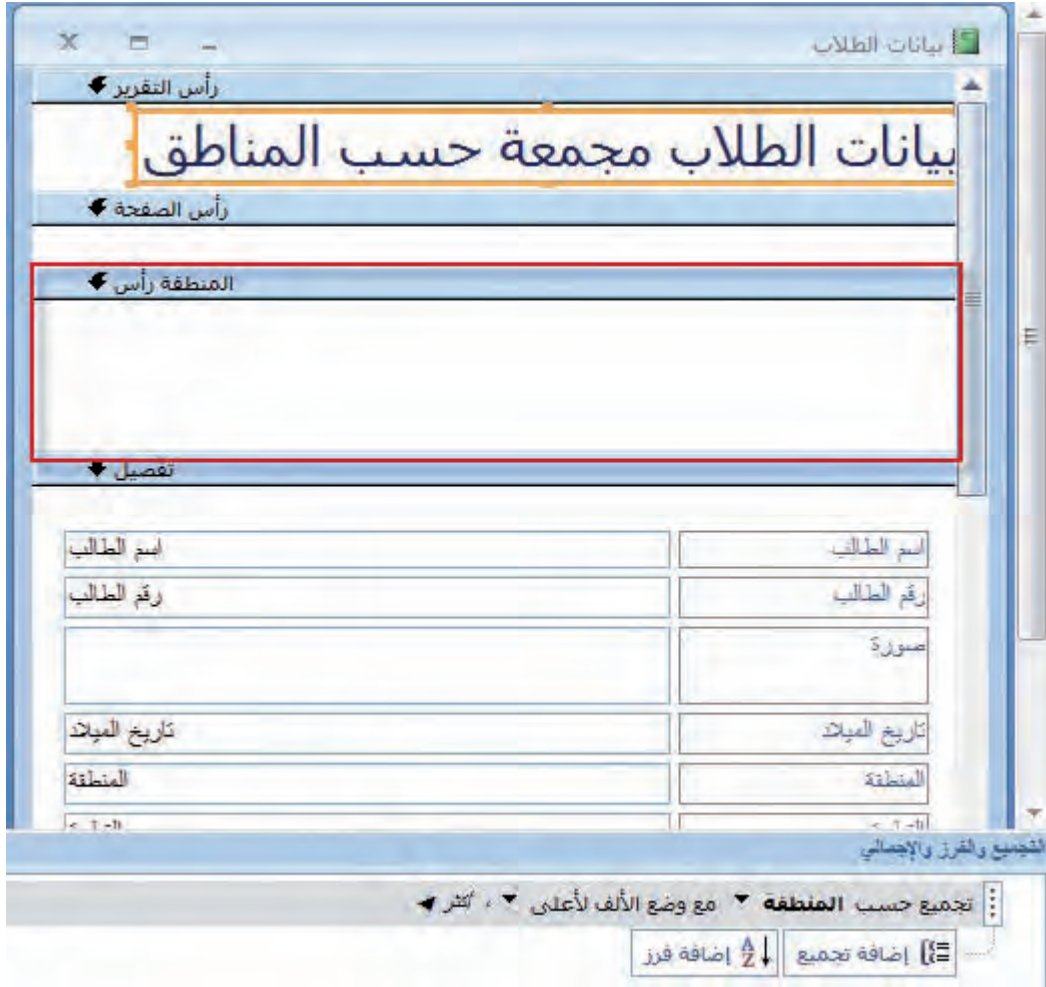 بيانات الطلاب
رأس التقرير
بيانات الطلاب مجمعة حسب المناطق
رأس الصفحة
المنطقة رأس
تفصيل
اسم الطالب اسم الطالب
رقم الطالب رقم الطالب
صورة
تاريخ الميلاد تاريخ الميلاد
المنطقة المنطقة
التجميع والفرز والإجمالي
تجميع حسب المنطقة مع وضع الألف لأعلى ، أكثر
إضافة تجميع إضافة فرز